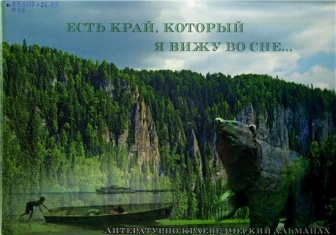 ЕСТЬ КРАЙ, КОТОРЫЙ
Я ВИЖУ ВО СНЕ...
ЛИТЕРАТУРНО-КРАЕВЕДЧЕСКИЙ АЛЬМАНАХ